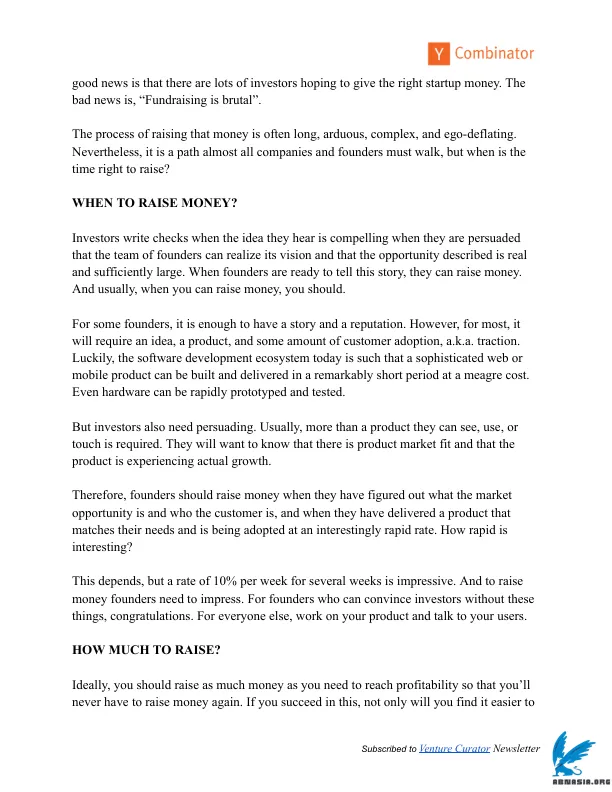 Y Combinator
good news is that there are lots of investors hoping to give the right startup money. The
bad news is, “Fundraising is brutal”.
The process of raising that money is often long, arduous, complex, and ego-deflating.
Nevertheless, it is a path almost all companies and founders must walk, but when is the
time right to raise?
WHEN TO RAISE MONEY?
Investors write checks when the idea they hear is compelling when they are persuaded
that the team of founders can realize its vision and that the opportunity described is real
and sufficiently large. When founders are ready to tell this story, they can raise money.
And usually, when you can raise money, you should.
For some founders, it is enough to have a story and a reputation. However, for most, it
will require an idea, a product, and some amount of customer adoption, a.k.a. traction.
Luckily, the software development ecosystem today is such that a sophisticated web or
mobile product can be built and delivered in a remarkably short period at a meagre cost.
Even hardware can be rapidly prototyped and tested.
But investors also need persuading. Usually, more than a product they can see, use, or
touch is required. They will want to know that there is product market fit and that the
product is experiencing actual growth.
Therefore, founders should raise money when they have figured out what the market
opportunity is and who the customer is, and when they have delivered a product that
matches their needs and is being adopted at an interestingly rapid rate. How rapid is
interesting?
This depends, but a rate of 10% per week for several weeks is impressive. And to raise
money founders need to impress. For founders who can convince investors without these
things, congratulations. For everyone else, work on your product and talk to your users.
HOW MUCH TO RAISE?
Ideally, you should raise as much money as you need to reach profitability so that you’ll
never have to raise money again. If you succeed in this, not only will you find it easier to
Subscribed to Venture Curator Newsletter
ABNASIA.ORG